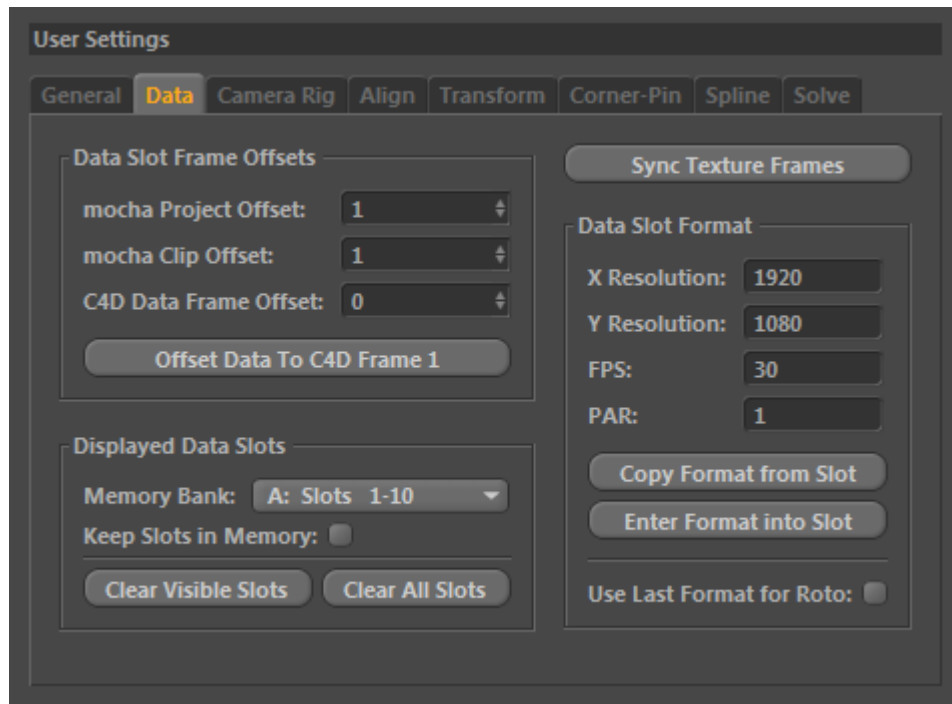 User Settings
General Data Camera Rig Align Transform Corner-Pin Spline Solve
Data Slot Frame Offsets
mocha Project Offset: 1
mocha Clip Offset: 1
C4D Data Frame Offset: 0
Offset Data To C4D Frame 1
Displayed Data Slots
Memory Bank: A: Slots 1-10
Keep Slots in Memory:
Clear Visible Slots Clear All Slots
Sync Texture Frames
Data Slot Format
X Resolution: 1920
Y Resolution: 1080
FPS: 30
PAR: 1
Copy Format from Slot
Enter Format into Slot
Use Last Format for Roto: